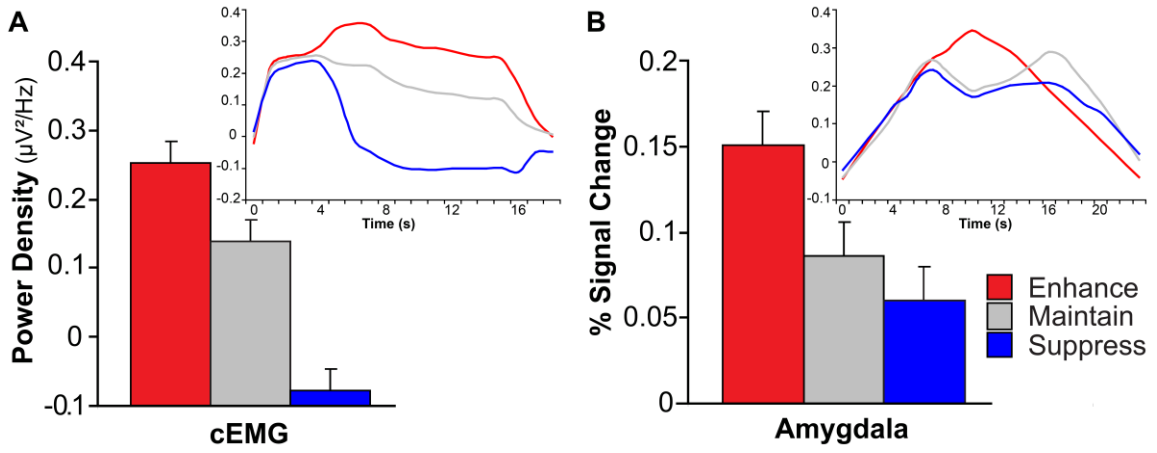 A
Power Density (µV²/Hz)
0.4
0.3
0.2
0.1
0
-0.1
cEMG
0.4
0.3
0.2
0.1
0
-0.1
-0.2
0 4 8 12 16
Time (s)
B
% Signal Change
0.2
0.15
0.1
0.05
0
Amygdala
0.4
0.3
0.2
0.1
0
-0.1
0 4 8 12 16 20
Time (s)
Enhance
Maintain
Suppress